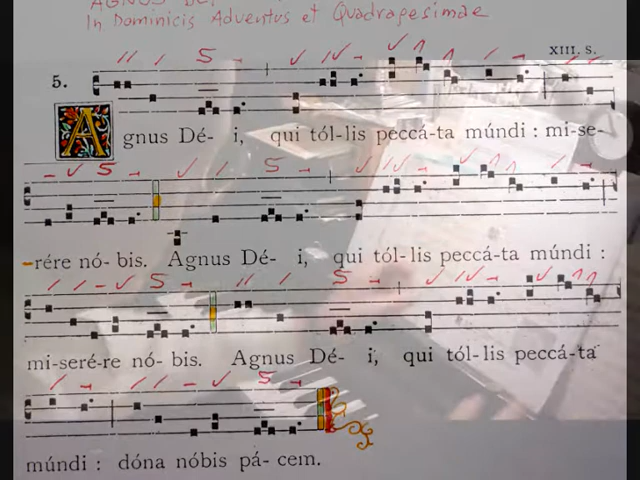 AGNUS DEI
In Dominicis Adventus et Quadragesimae
XIII. S.
5.
Agnus Dé- i, qui tól-lis peccá-ta múndi : mi-se-
rére nó- bis. Agnus Dé- i, qui tól-lis peccá-ta múndi :
mi-seré-re nó- bis. Agnus Dé- i, qui tól-lis peccá-ta
múndi : dóna nóbis pá- cem.